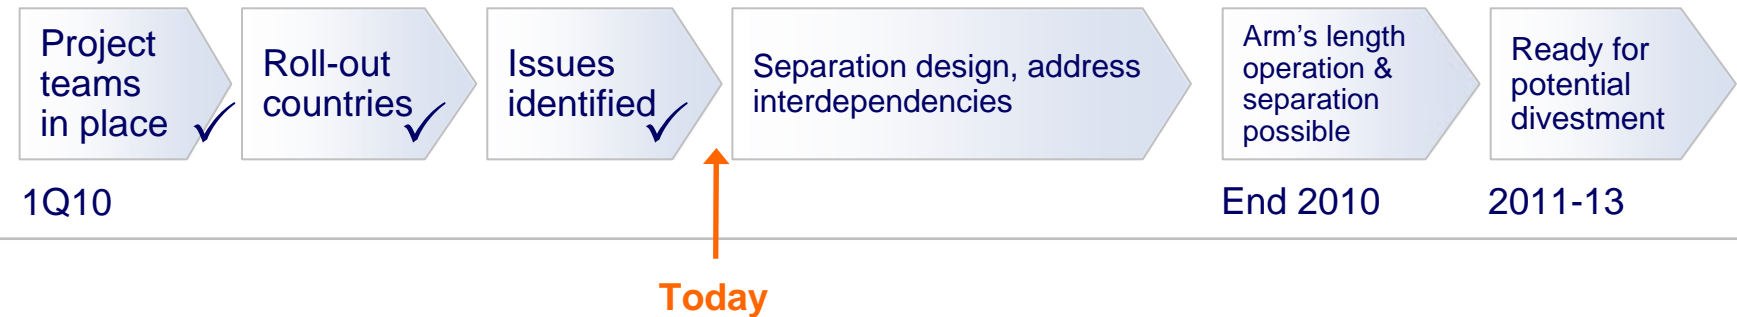 Project
teams
in place
Roll-out
countries
Issues
identified
Separation design, address
interdependencies
Arm's length
operation &
separation
possible
Ready for
potential
divestment
1Q10
End 2010
2011-13
Today